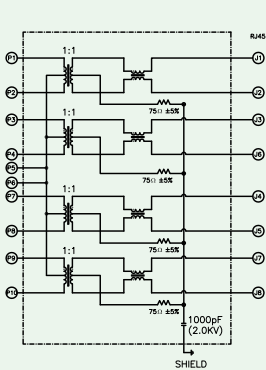 RJ45
P1 1:1 J1
P2 J2
75Ω ±5%
P3 1:1 J3
P4 J6
P5
75Ω ±5%
P6
P7 1:1 J4
P8 J5
75Ω ±5%
P9 1:1 J7
P10 J8
75Ω ±5%
1000pF
(2.0KV)
SHIELD